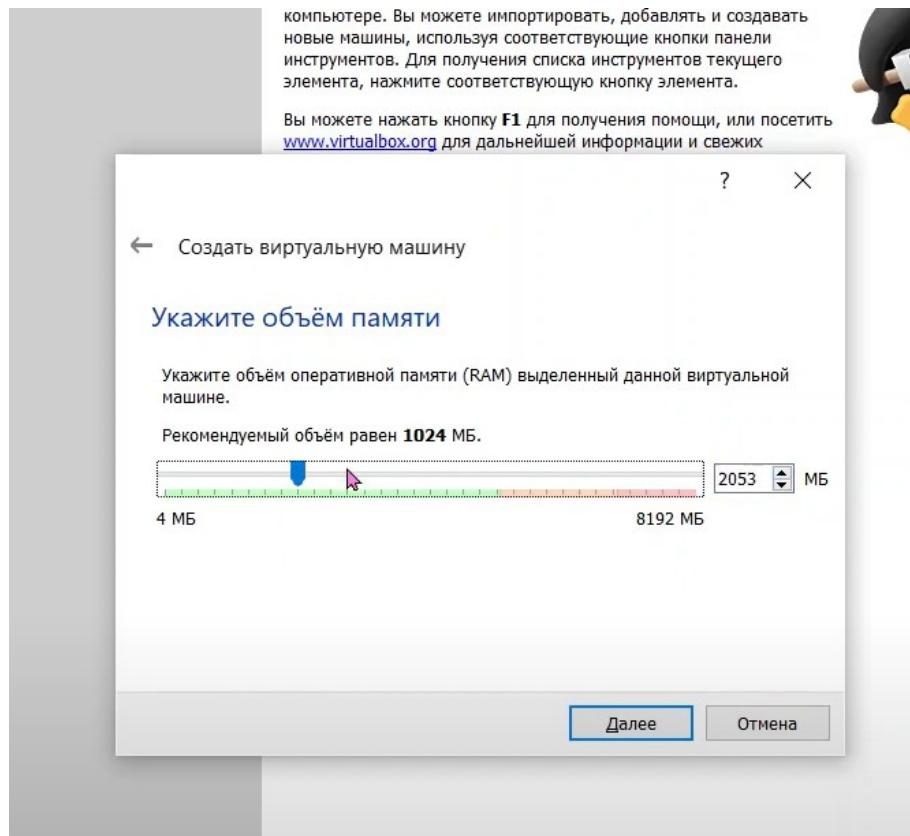 компьютере. Вы можете импортировать, добавлять и создавать
новые машины, используя соответствующие кнопки панели
инструментов. Для получения списка инструментов текущего
элемента, нажмите соответствующую кнопку элемента.
Вы можете нажать кнопку F1 для получения помощи, или посетить
www.virtualbox.org для дальнейшей информации и свежих
?
Создать виртуальную машину
Укажите объём памяти
Укажите объём оперативной памяти (RAM) выделенный данной виртуальной
машине.
Рекомендуемый объём равен 1024 МБ.
2053 МБ
4 МБ 8192 МБ
Далее Отмена